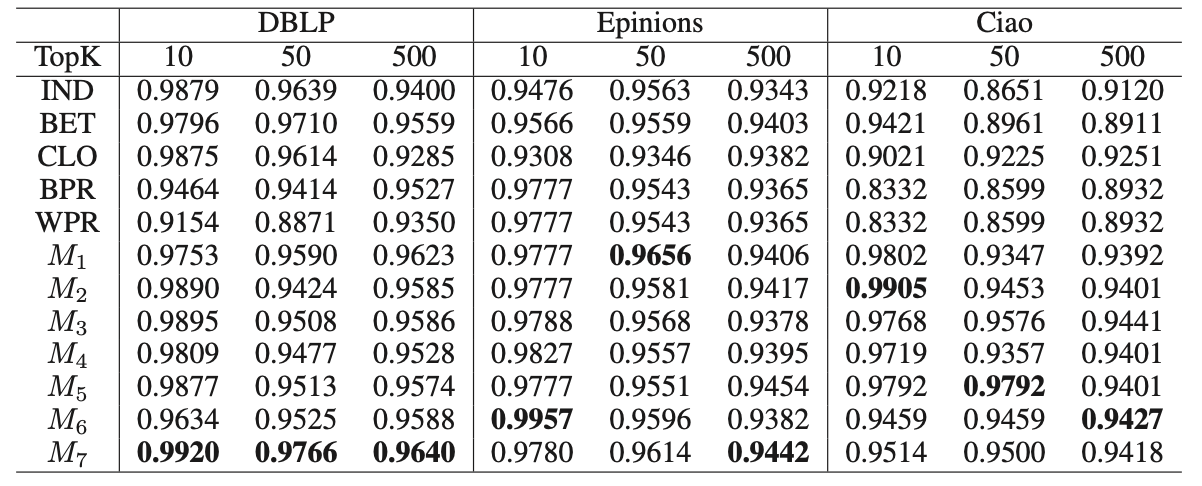 DBLP Epinions Ciao
TopK 10 50 500 10 50 500 10 50 500
IND 0.9879 0.9639 0.9400 0.9476 0.9563 0.9343 0.9218 0.8651 0.9120
BET 0.9796 0.9710 0.9559 0.9566 0.9559 0.9403 0.9421 0.8961 0.8911
CLO 0.9875 0.9614 0.9285 0.9308 0.9346 0.9382 0.9021 0.9225 0.9251
BPR 0.9464 0.9414 0.9527 0.9777 0.9543 0.9365 0.8332 0.8599 0.8932
WPR 0.9154 0.8871 0.9350 0.9777 0.9543 0.9365 0.8332 0.8599 0.8932
M1 0.9753 0.9590 0.9623 0.9777 0.9656 0.9406 0.9802 0.9347 0.9392
M2 0.9890 0.9424 0.9585 0.9777 0.9581 0.9417 0.9905 0.9453 0.9401
M3 0.9895 0.9508 0.9586 0.9788 0.9568 0.9378 0.9768 0.9576 0.9441
M4 0.9809 0.9477 0.9528 0.9827 0.9557 0.9395 0.9719 0.9357 0.9401
M5 0.9877 0.9513 0.9574 0.9777 0.9551 0.9454 0.9792 0.9792 0.9401
M6 0.9634 0.9525 0.9588 0.9957 0.9596 0.9382 0.9459 0.9459 0.9427
M7 0.9920 0.9766 0.9640 0.9780 0.9614 0.9442 0.9514 0.9500 0.9418